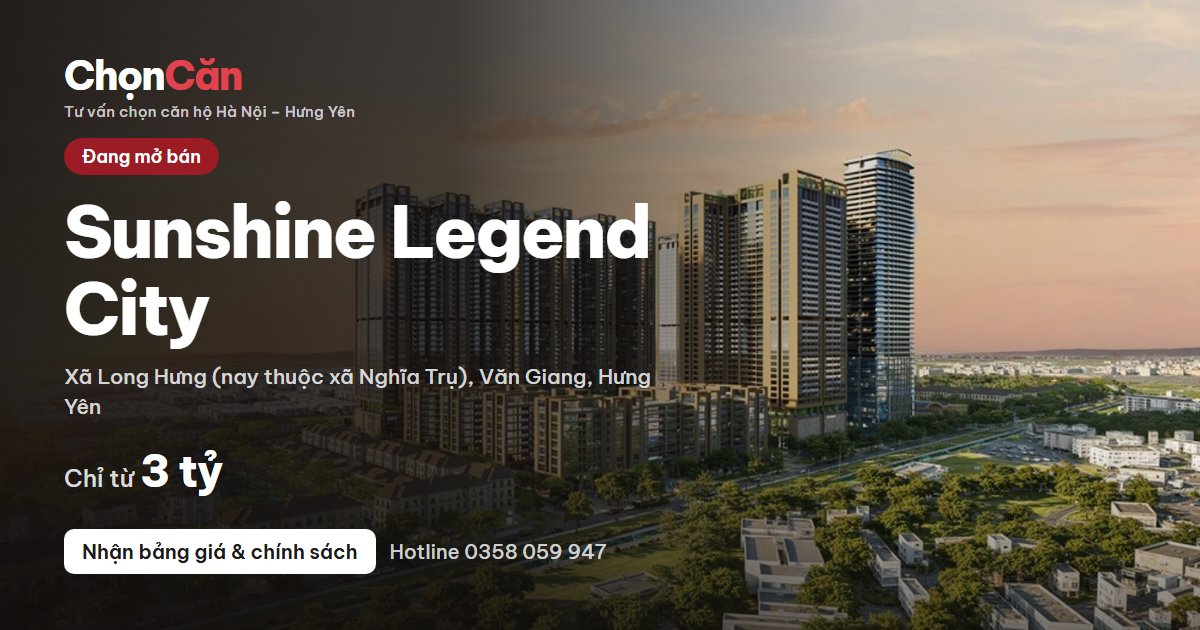 ChọnCăn
Tư vấn chọn căn hộ Hà Nội – Hưng Yên
Đang mở bán
Sunshine Legend
City
Xã Long Hưng (nay thuộc xã Nghĩa Trụ), Văn Giang, Hưng
Yên
Chỉ từ 3 tỷ
Nhận bảng giá & chính sách Hotline 0358 059 947